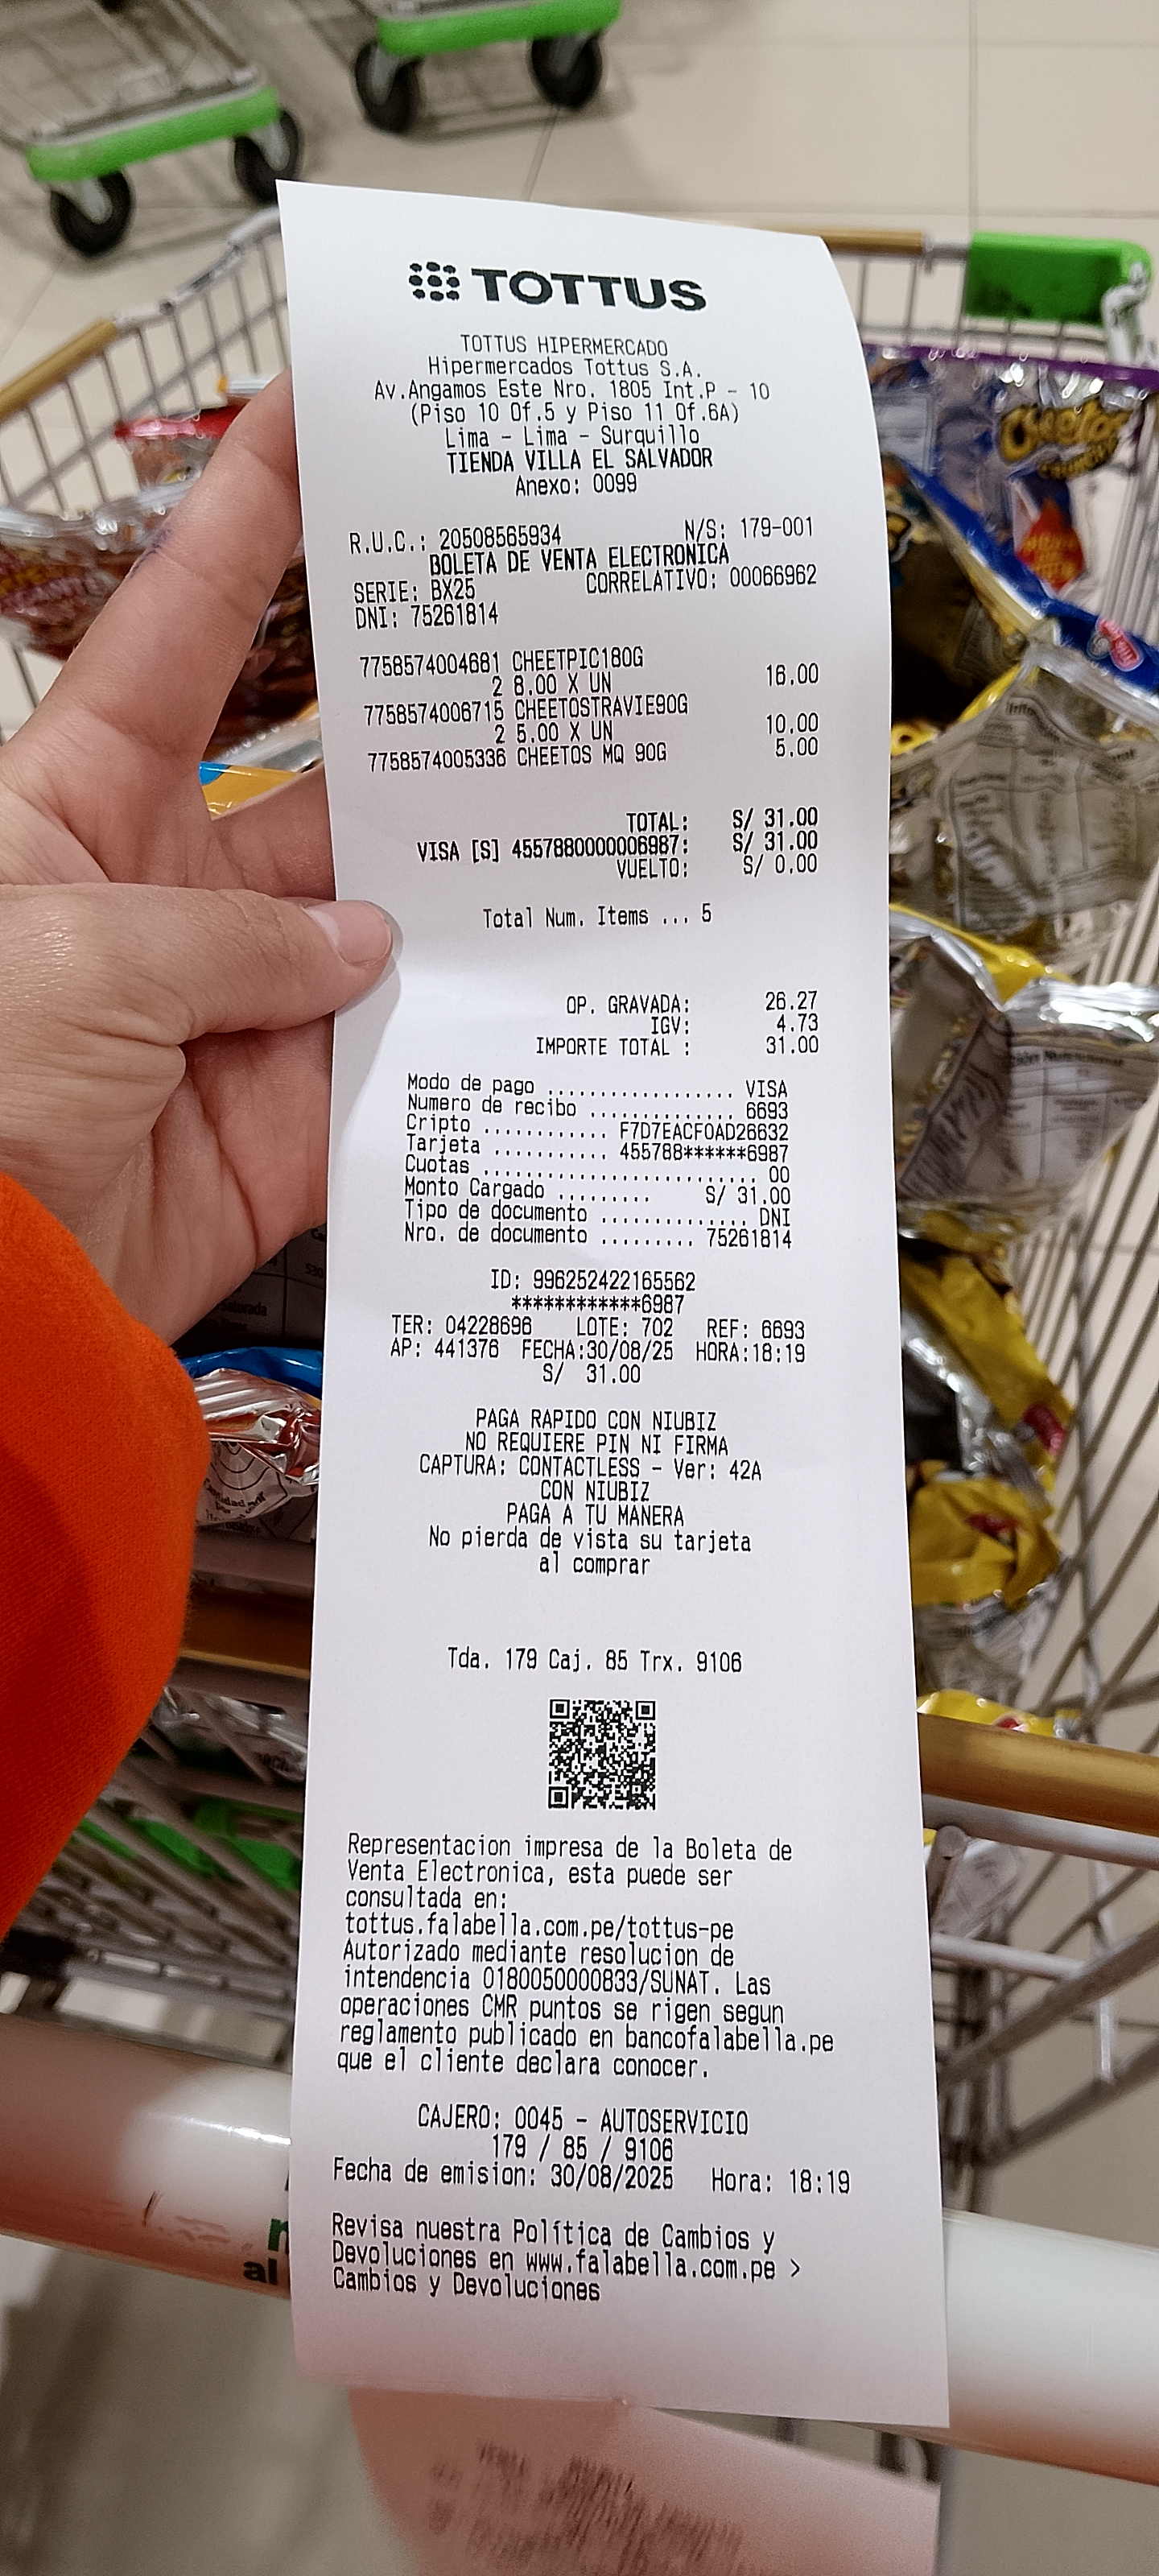 TOTTUS
TOTTUS HIPERMERCADO
Hipermercados Tottus S.A.
Av.Angamos Este Nro. 1805 Int.P - 10
(Piso 10 Of.5 y Piso 11 Of.6A)
Lima - Lima - Surquillo
TIENDA VILLA EL SALVADOR
Anexo: 0099
R.U.C.: 20508565934 N/S: 179-001
BOLETA DE VENTA ELECTRONICA
SERIE: BX25 CORRELATIVO: 00066962
DNI: 75261814
7758574004681 CHEETPIC180G
2 8.00 X UN 16.00
7758574006715 CHEETOSTRAVIE90G
2 5.00 X UN 10.00
7758574005336 CHEETOS MQ 90G 5.00
TOTAL: S/ 31.00
VISA [S] 4557880000006987: S/ 31.00
VUELTO: S/ 0.00
Total Num. Items ... 5
OP. GRAVADA: 26.27
IGV: 4.73
IMPORTE TOTAL : 31.00
Modo de pago .................. VISA
Numero de recibo .............. 6693
Cripto ............ F7D7EACF0AD26632
Tarjeta ........... 455788******6987
Cuotas .......................... 00
Monto Cargado ......... S/ 31.00
Tipo de documento .............. DNI
Nro. de documento ......... 75261814
ID: 996252422165562
************6987
TER: 04228696 LOTE: 702 REF: 6693
AP: 441376 FECHA:30/08/25 HORA:18:19
S/ 31.00
PAGA RAPIDO CON NIUBIZ
NO REQUIERE PIN NI FIRMA
CAPTURA: CONTACTLESS - Ver: 42A
CON NIUBIZ
PAGA A TU MANERA
No pierda de vista su tarjeta
al comprar
Tda. 179 Caj. 85 Trx. 9106
Representacion impresa de la Boleta de
Venta Electronica, esta puede ser
consultada en:
tottus.falabella.com.pe/tottus-pe
Autorizado mediante resolucion de
intendencia 0180050000833/SUNAT. Las
operaciones CMR puntos se rigen segun
reglamento publicado en bancofalabella.pe
que el cliente declara conocer.
CAJERO: 0045 - AUTOSERVICIO
179 / 85 / 9106
Fecha de emision: 30/08/2025 Hora: 18:19
Revisa nuestra Política de Cambios y
Devoluciones en www.falabella.com.pe >
Cambios y Devoluciones
Cheetos
al